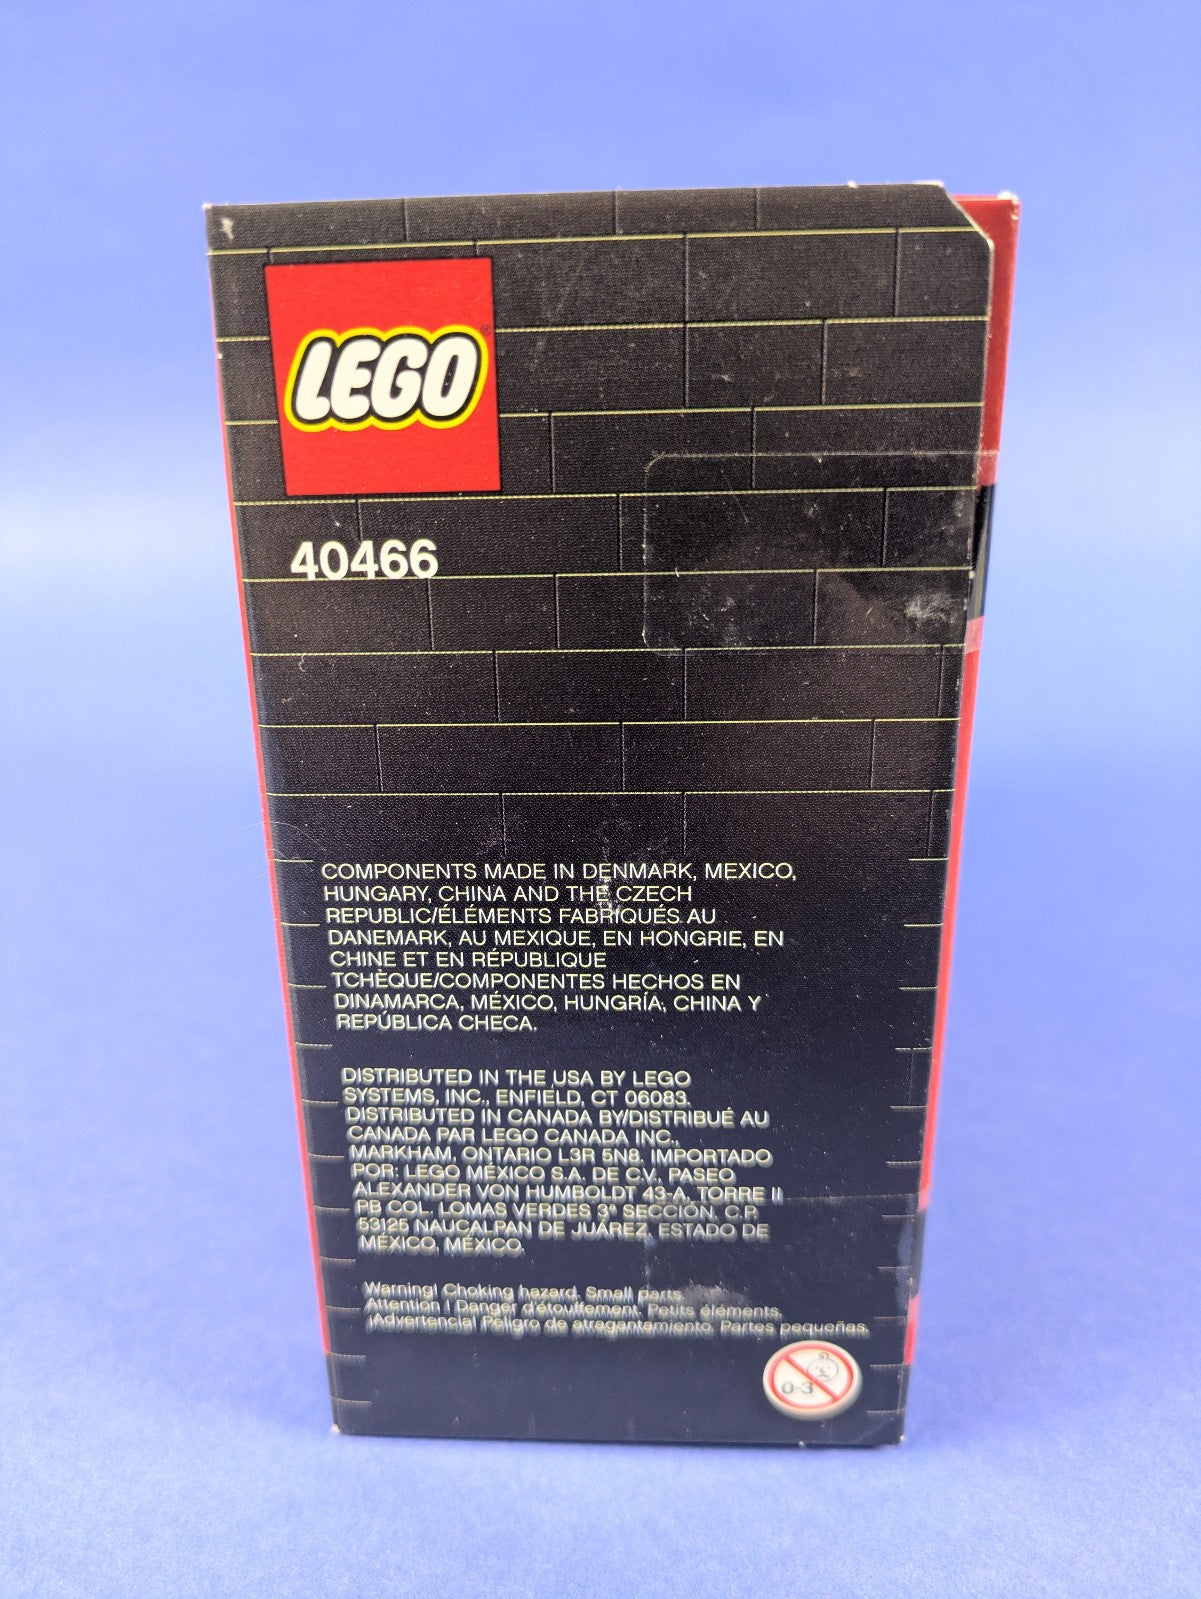 LEGO
40466
COMPONENTS MADE IN DENMARK, MEXICO,
HUNGARY, CHINA AND THE CZECH
REPUBLIC/ÉLÉMENTS FABRIQUÉS AU
DANEMARK, AU MEXIQUE, EN HONGRIE, EN
CHINE ET EN RÉPUBLIQUE
TCHÈQUE/COMPONENTES HECHOS EN
DINAMARCA, MÉXICO, HUNGRÍA, CHINA Y
REPÚBLICA CHECA.
DISTRIBUTED IN THE USA BY LEGO
SYSTEMS, INC., ENFIELD, CT 06083.
DISTRIBUTED IN CANADA BY/DISTRIBUÉ AU
CANADA PAR LEGO CANADA INC.,
MARKHAM, ONTARIO L3R 5N8. IMPORTADO
POR: LEGO MÉXICO S.A. DE C.V., PASEO
ALEXANDER VON HUMBOLDT 43-A, TORRE II
PB COL. LOMAS VERDES 3ª SECCIÓN, C.P.
53125 NAUCALPAN DE JUÁREZ, ESTADO DE
MÉXICO, MÉXICO.
Warning! Choking hazard. Small parts.
Attention ! Danger d'étouffement. Petits éléments.
¡Advertencia! Peligro de atragantamiento. Partes pequeñas.
0-3